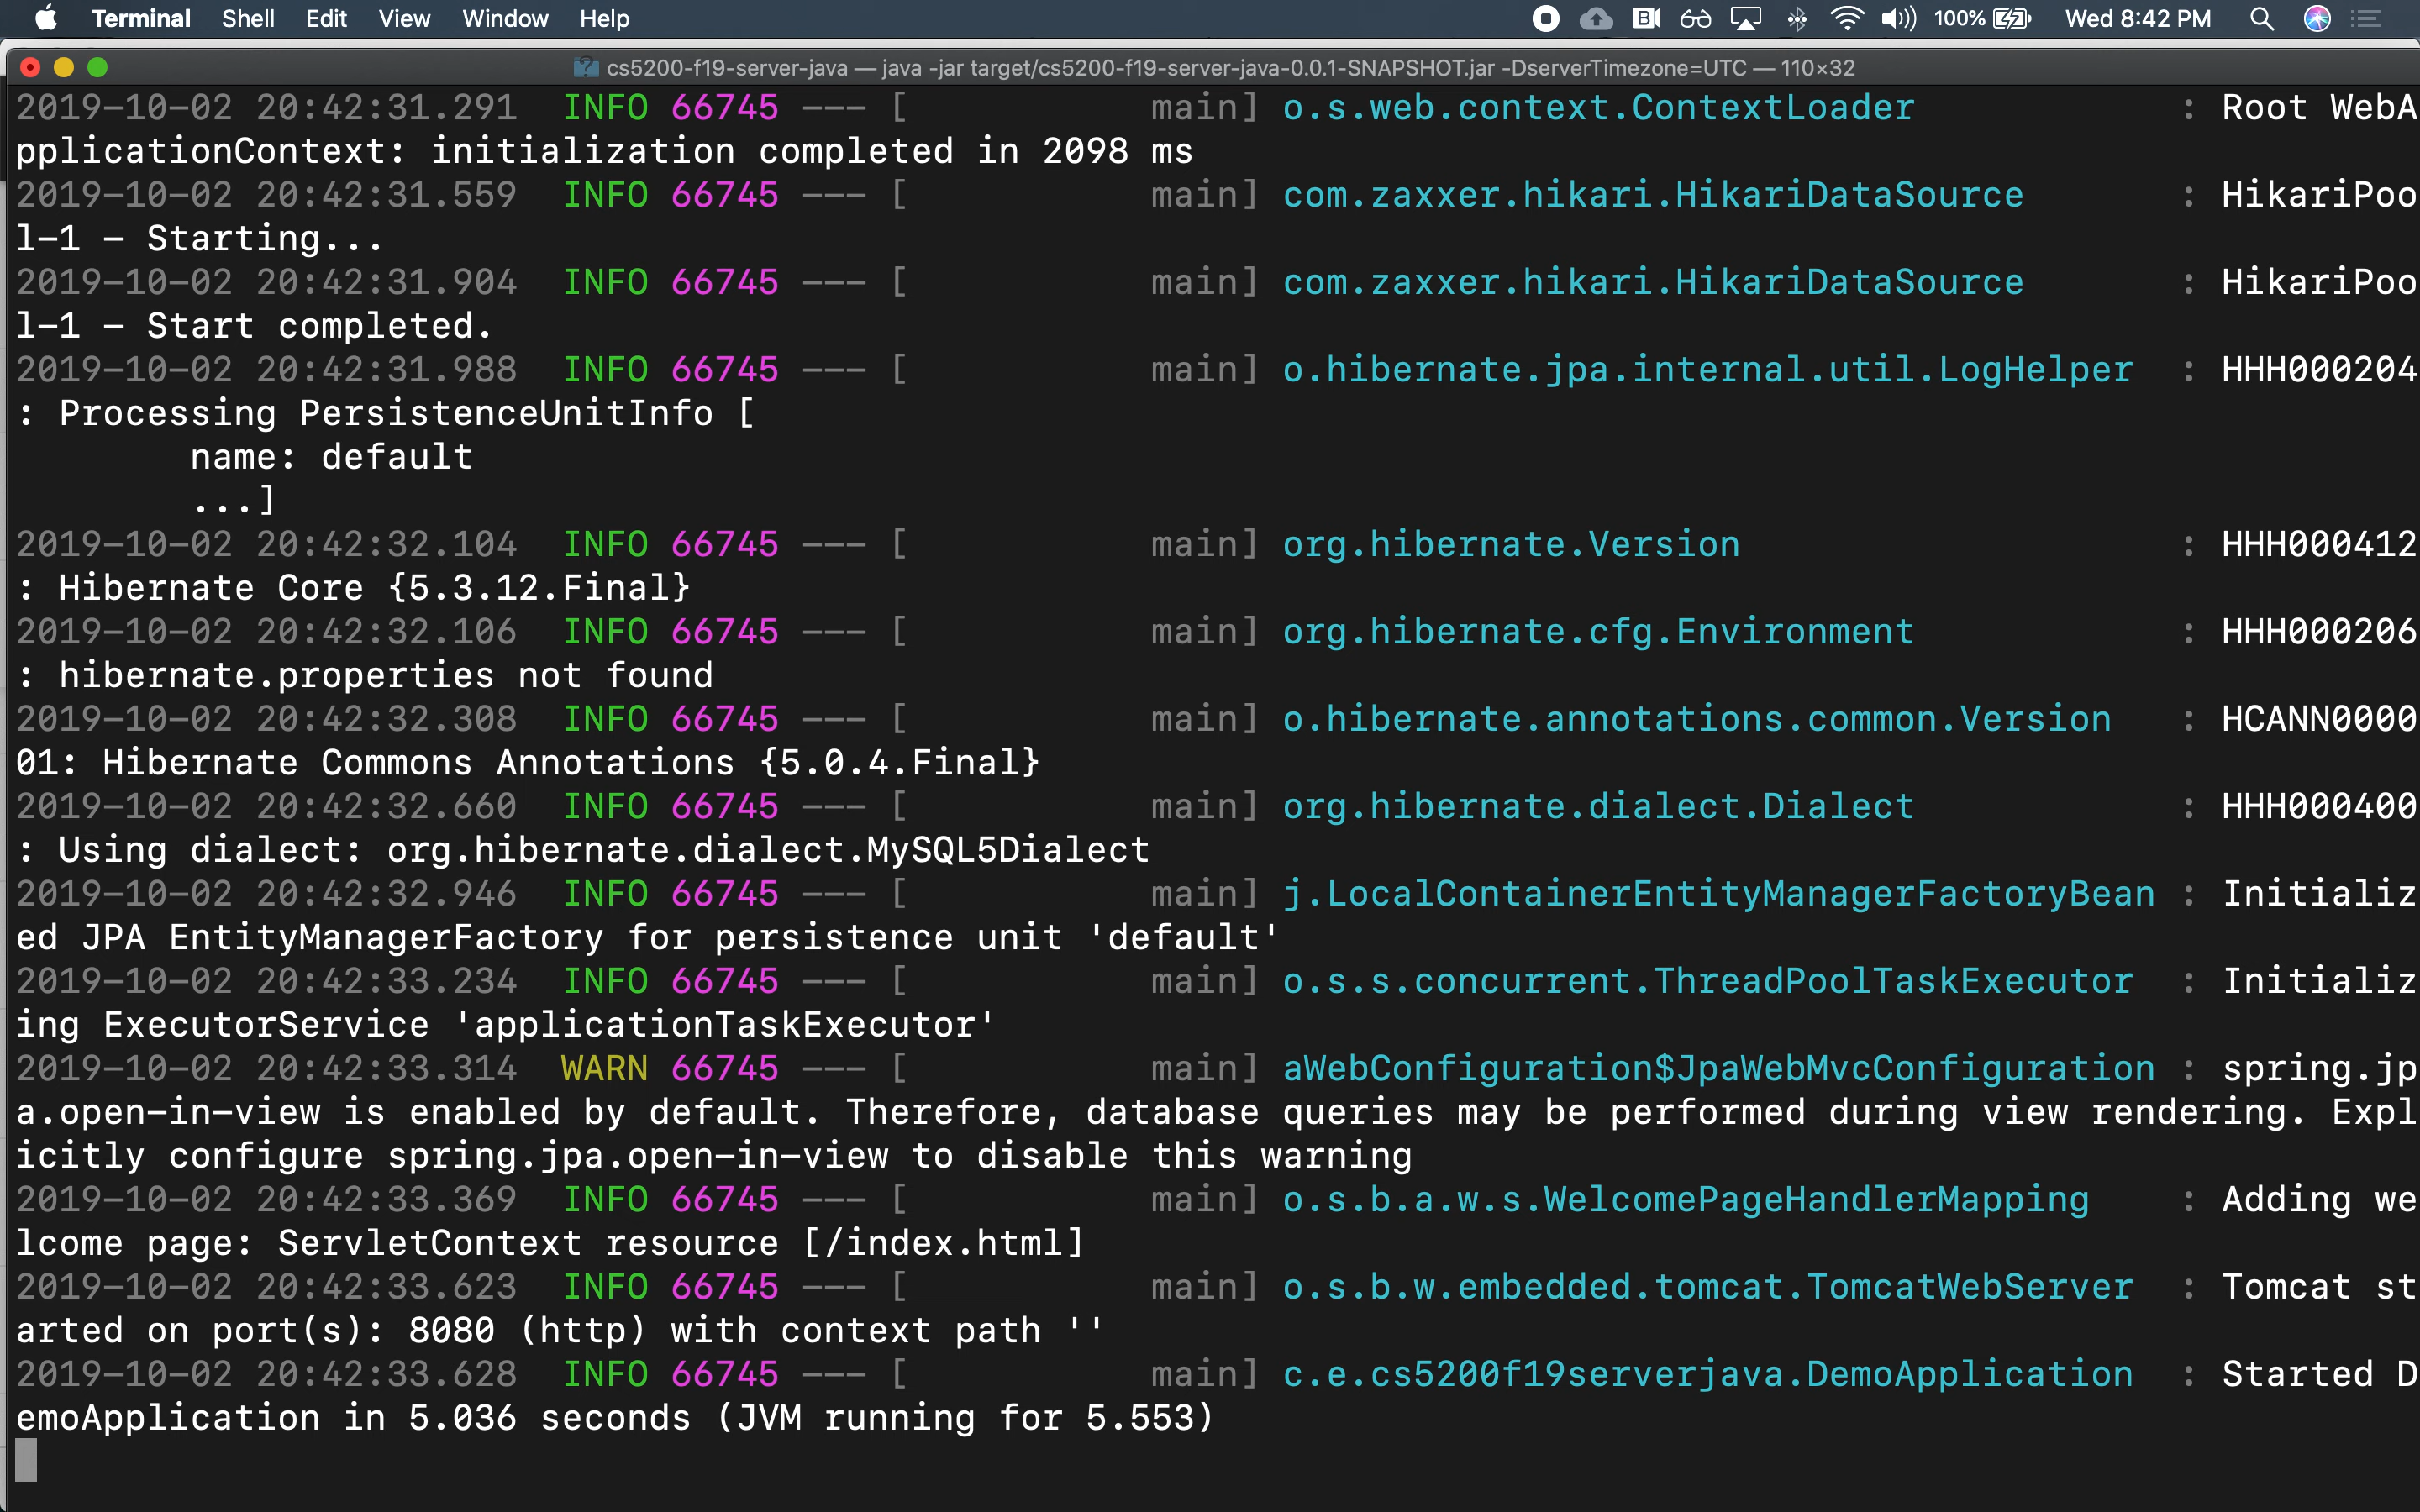 Terminal Shell Edit View Window Help 100% Wed 8:42 PM
cs5200-f19-server-java — java -jar target/cs5200-f19-server-java-0.0.1-SNAPSHOT.jar -DserverTimezone=UTC — 110×32
2019-10-02 20:42:31.291  INFO 66745 --- [           main] o.s.web.context.ContextLoader            : Root WebA
pplicationContext: initialization completed in 2098 ms
2019-10-02 20:42:31.559  INFO 66745 --- [           main] com.zaxxer.hikari.HikariDataSource       : HikariPoo
l-1 - Starting...
2019-10-02 20:42:31.904  INFO 66745 --- [           main] com.zaxxer.hikari.HikariDataSource       : HikariPoo
l-1 - Start completed.
2019-10-02 20:42:31.988  INFO 66745 --- [           main] o.hibernate.jpa.internal.util.LogHelper  : HHH000204
: Processing PersistenceUnitInfo [
        name: default
        ...]
2019-10-02 20:42:32.104  INFO 66745 --- [           main] org.hibernate.Version                    : HHH000412
: Hibernate Core {5.3.12.Final}
2019-10-02 20:42:32.106  INFO 66745 --- [           main] org.hibernate.cfg.Environment            : HHH000206
: hibernate.properties not found
2019-10-02 20:42:32.308  INFO 66745 --- [           main] o.hibernate.annotations.common.Version   : HCANN0000
01: Hibernate Commons Annotations {5.0.4.Final}
2019-10-02 20:42:32.660  INFO 66745 --- [           main] org.hibernate.dialect.Dialect            : HHH000400
: Using dialect: org.hibernate.dialect.MySQL5Dialect
2019-10-02 20:42:32.946  INFO 66745 --- [           main] j.LocalContainerEntityManagerFactoryBean : Initializ
ed JPA EntityManagerFactory for persistence unit 'default'
2019-10-02 20:42:33.234  INFO 66745 --- [           main] o.s.s.concurrent.ThreadPoolTaskExecutor  : Initializ
ing ExecutorService 'applicationTaskExecutor'
2019-10-02 20:42:33.314  WARN 66745 --- [           main] aWebConfiguration$JpaWebMvcConfiguration : spring.jp
a.open-in-view is enabled by default. Therefore, database queries may be performed during view rendering. Expl
icitly configure spring.jpa.open-in-view to disable this warning
2019-10-02 20:42:33.369  INFO 66745 --- [           main] o.s.b.a.w.s.WelcomePageHandlerMapping    : Adding we
lcome page: ServletContext resource [/index.html]
2019-10-02 20:42:33.623  INFO 66745 --- [           main] o.s.b.w.embedded.tomcat.TomcatWebServer  : Tomcat st
arted on port(s): 8080 (http) with context path ''
2019-10-02 20:42:33.628  INFO 66745 --- [           main] c.e.cs5200f19serverjava.DemoApplication  : Started D
emoApplication in 5.036 seconds (JVM running for 5.553)